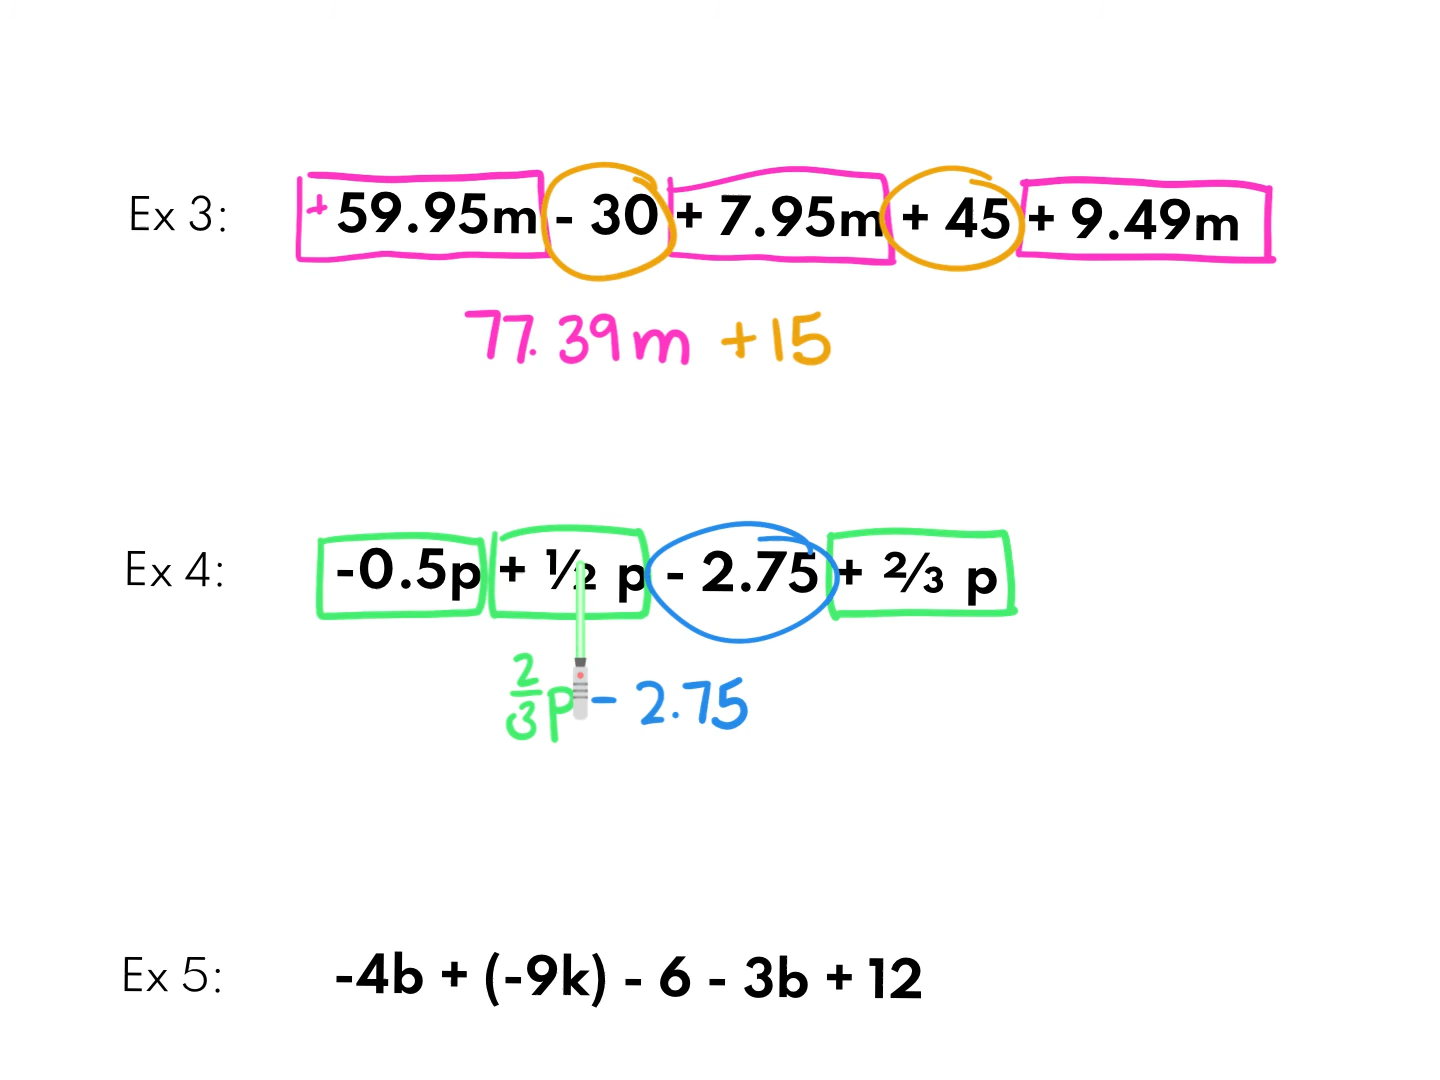 Ex 3: +59.95m - 30 + 7.95m + 45 + 9.49m
77.39m +15
Ex 4: -0.5p + ½ p - 2.75 + ⅔ p
2/3 p - 2.75
Ex 5: -4b + (-9k) - 6 - 3b + 12